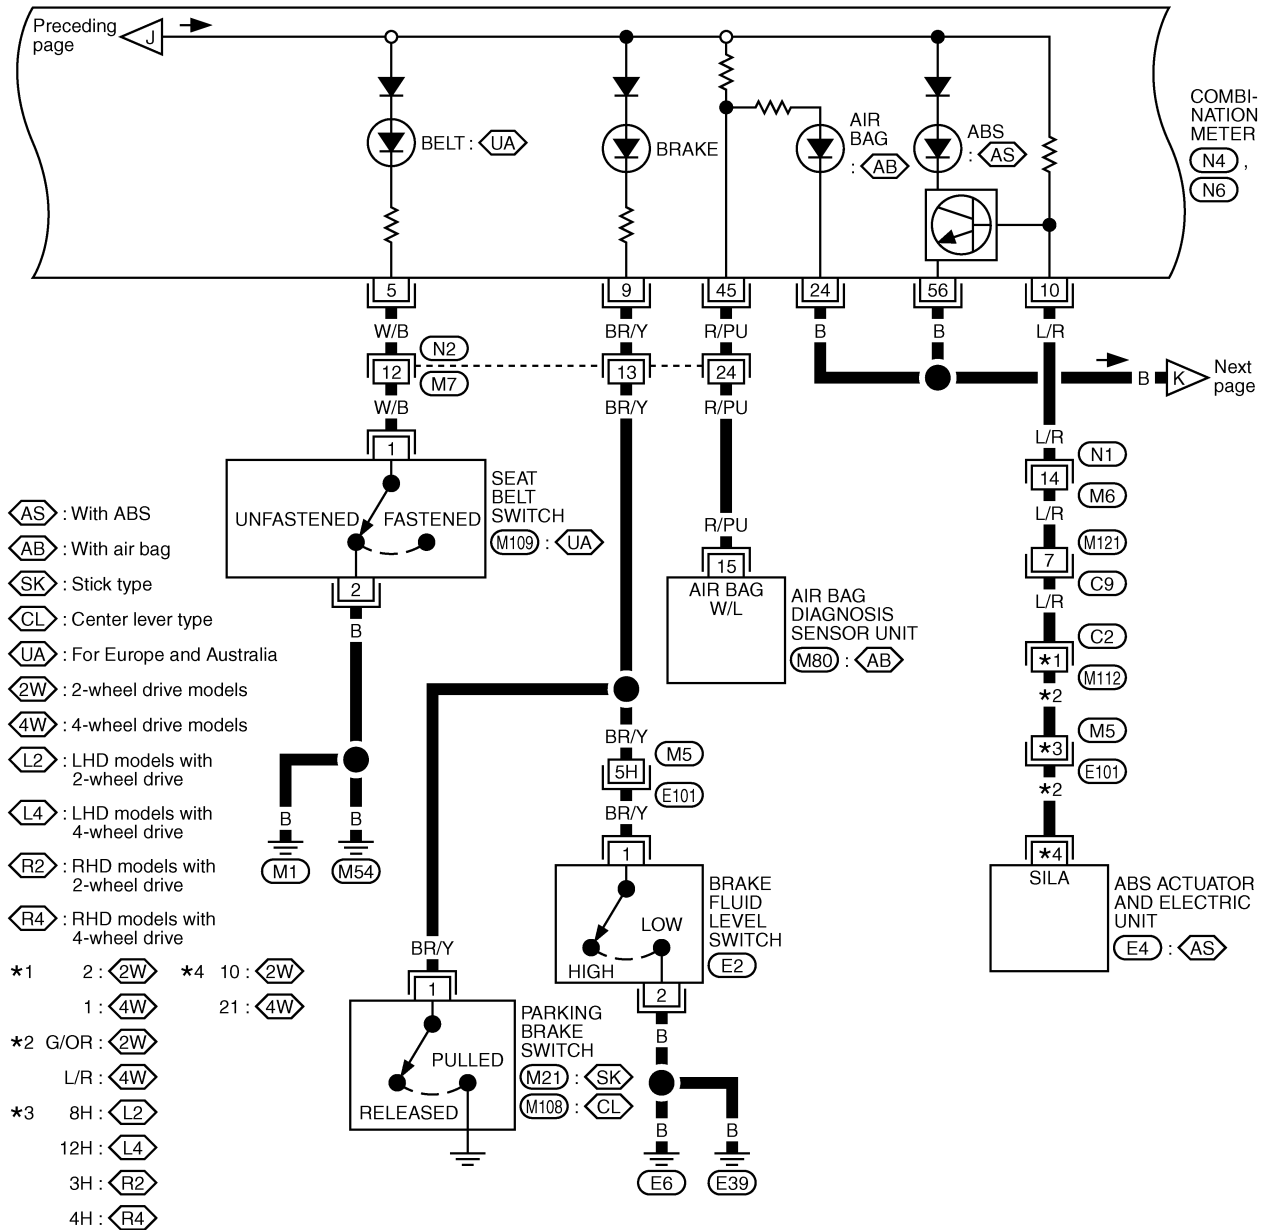 Preceding
page
J
BELT : UA
BRAKE
AIR
BAG
: AB
ABS
: AS
COMBI-
NATION
METER
N4 ,
N6
5
9
45
24
56
10
W/B
BR/Y
R/PU
B
B
L/R
N2
12
13
24
M7
W/B
BR/Y
R/PU
B
K
Next
page
1
L/R
N1
14
M6
L/R
SEAT
BELT
SWITCH
M109 : UA
UNFASTENED
FASTENED
2
B
B
B
M1
M54
R/PU
15
AIR BAG
W/L
AIR BAG
DIAGNOSIS
SENSOR UNIT
M80 : AB
M121
7
C9
L/R
C2
*1
M112
*2
M5
*3
E101
*2
*4
SILA
ABS ACTUATOR
AND ELECTRIC
UNIT
E4 : AS
BR/Y
M5
5H
E101
BR/Y
1
LOW
HIGH
BRAKE
FLUID
LEVEL
SWITCH
E2
2
B
B
B
E6
E39
BR/Y
1
PULLED
RELEASED
PARKING
BRAKE
SWITCH
M21 : SK
M108 : CL
AS : With ABS
AB : With air bag
SK : Stick type
CL : Center lever type
UA : For Europe and Australia
2W : 2-wheel drive models
4W : 4-wheel drive models
L2 : LHD models with
2-wheel drive
L4 : LHD models with
4-wheel drive
R2 : RHD models with
2-wheel drive
R4 : RHD models with
4-wheel drive
*1 2 : 2W
1 : 4W
*2 G/OR : 2W
L/R : 4W
*3 8H : L2
12H : L4
3H : R2
4H : R4
*4 10 : 2W
21 : 4W